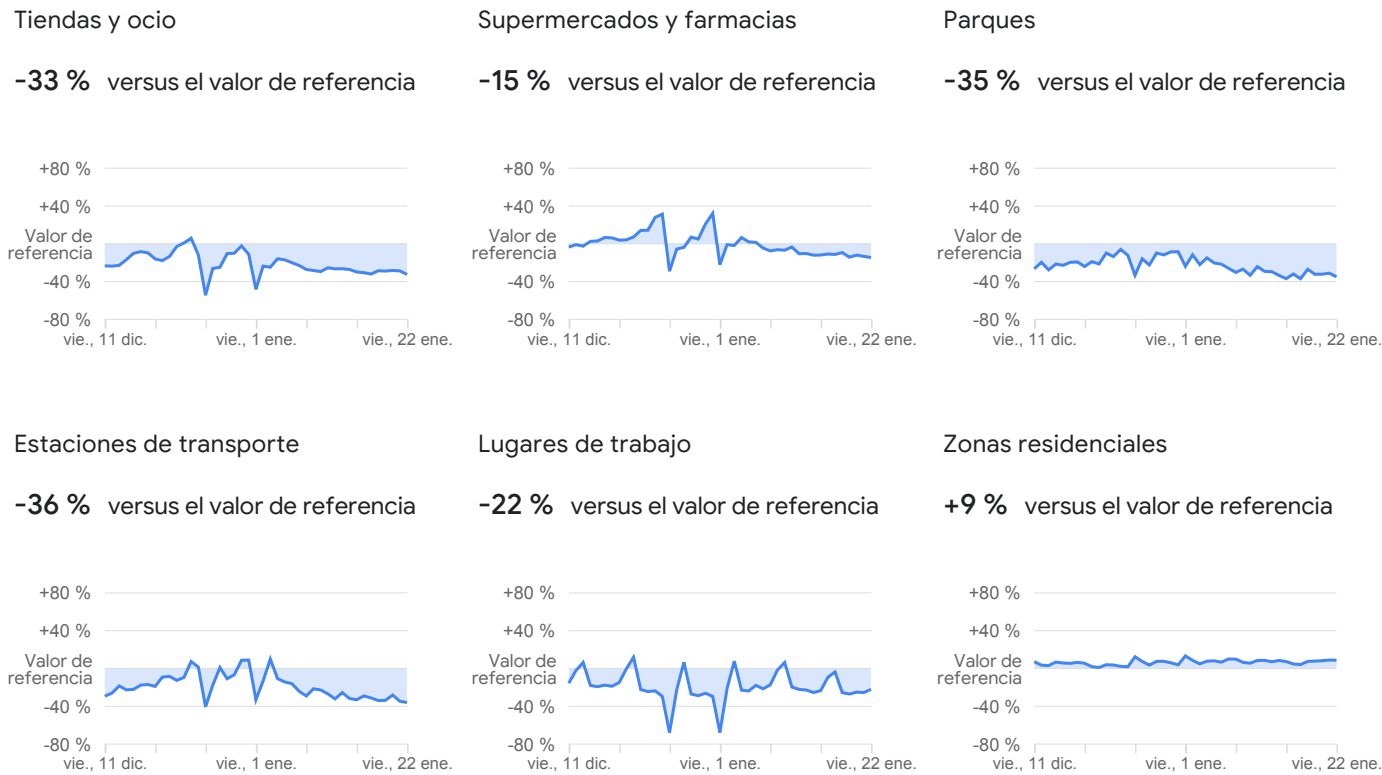 Tiendas y ocio
-33 % versus el valor de referencia
+80 %
+40 %
Valor de
referencia
-40 %
-80 %
vie., 11 dic.
vie., 1 ene.
vie., 22 ene.
Supermercados y farmacias
-15 % versus el valor de referencia
+80 %
+40 %
Valor de
referencia
-40 %
-80 %
vie., 11 dic.
vie., 1 ene.
vie., 22 ene.
Parques
-35 % versus el valor de referencia
+80 %
+40 %
Valor de
referencia
-40 %
-80 %
vie., 11 dic.
vie., 1 ene.
vie., 22 ene.
Estaciones de transporte
-36 % versus el valor de referencia
+80 %
+40 %
Valor de
referencia
-40 %
-80 %
vie., 11 dic.
vie., 1 ene.
vie., 22 ene.
Lugares de trabajo
-22 % versus el valor de referencia
+80 %
+40 %
Valor de
referencia
-40 %
-80 %
vie., 11 dic.
vie., 1 ene.
vie., 22 ene.
Zonas residenciales
+9 % versus el valor de referencia
+80 %
+40 %
Valor de
referencia
-40 %
-80 %
vie., 11 dic.
vie., 1 ene.
vie., 22 ene.